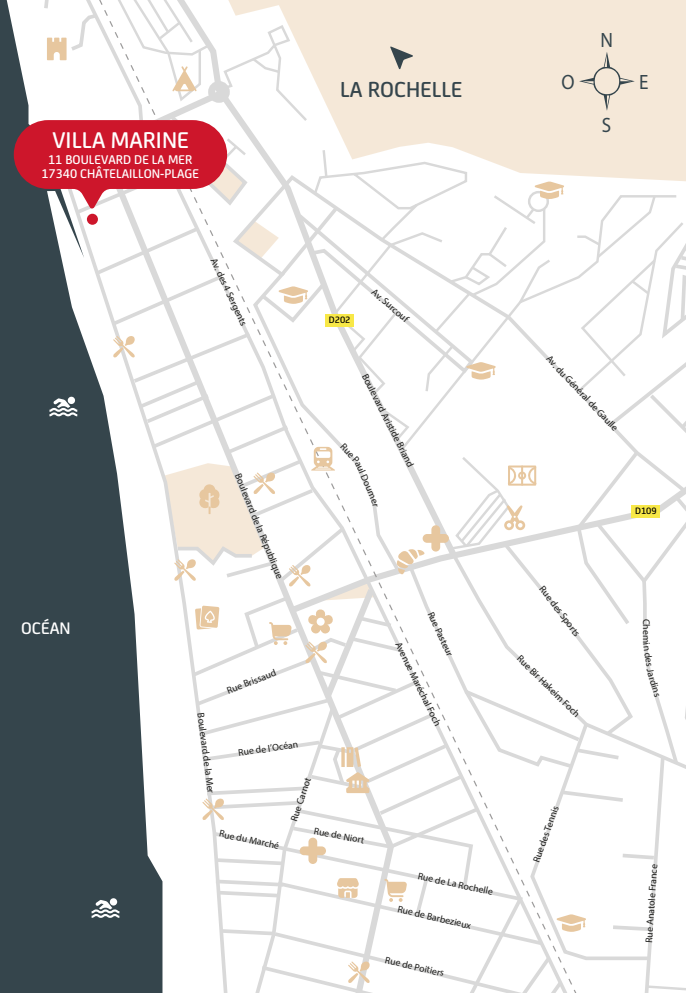 N
O
E
S
LA ROCHELLE
VILLA MARINE
11 BOULEVARD DE LA MER
17340 CHÂTELAILLON-PLAGE
Av. des 4 Sergents
Av. Surcouf
D202
Av. du Général de Gaulle
Boulevard Aristide Briand
Rue Paul Doumer
Boulevard de la République
D109
OCÉAN
Rue des Sports
Rue Pasteur
Chemin des Jardins
Avenue Maréchal Foch
Rue Bir Hakeim Foch
Rue Brissaud
Boulevard de la Mer
Rue de l'Océan
Rue Carnot
Rue du Marché
Rue de Niort
Rue des Tennis
Rue de La Rochelle
Rue Anatole France
Rue de Barbezieux
Rue de Poitiers